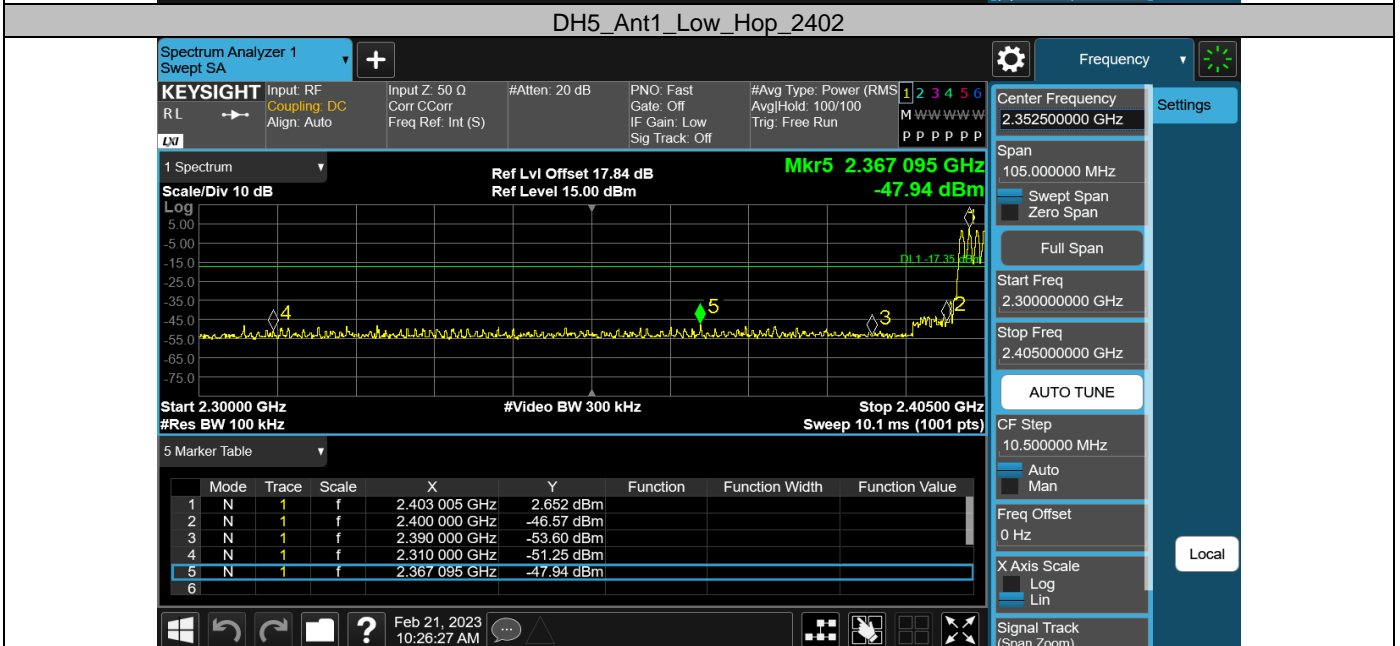 DH5_Ant1_Low_Hop_2402
Spectrum Analyzer 1
Swept SA
Frequency
KEYSIGHT
RL
LXI
Input: RF
Coupling: DC
Align: Auto
Input Z: 50 Ω
Corr CCorr
Freq Ref: Int (S)
#Atten: 20 dB
PNO: Fast
Gate: Off
IF Gain: Low
Sig Track: Off
#Avg Type: Power (RMS
Avg|Hold: 100/100
Trig: Free Run
1 2 3 4 5 6
M W W W W W
P P P P P P
1 Spectrum
Scale/Div 10 dB
Ref Lvl Offset 17.84 dB
Ref Level 15.00 dBm
Mkr5 2.367 095 GHz
-47.94 dBm
Log
5.00
-5.00
-15.0
-25.0
-35.0
-45.0
-55.0
-65.0
-75.0
DL1 -17.35 dBm
1
4
5
3
2
Start 2.30000 GHz
#Video BW 300 kHz
Stop 2.40500 GHz
#Res BW 100 kHz
Sweep 10.1 ms (1001 pts)
5 Marker Table
Mode Trace Scale X Y Function Function Width Function Value
1 N 1 f 2.403 005 GHz 2.652 dBm
2 N 1 f 2.400 000 GHz -46.57 dBm
3 N 1 f 2.390 000 GHz -53.60 dBm
4 N 1 f 2.310 000 GHz -51.25 dBm
5 N 1 f 2.367 095 GHz -47.94 dBm
6
Feb 21, 2023
10:26:27 AM
Center Frequency
2.352500000 GHz
Settings
Span
105.000000 MHz
Swept Span
Zero Span
Full Span
Start Freq
2.300000000 GHz
Stop Freq
2.405000000 GHz
AUTO TUNE
CF Step
10.500000 MHz
Auto
Man
Freq Offset
0 Hz
Local
X Axis Scale
Log
Lin
Signal Track
(Span Zoom)